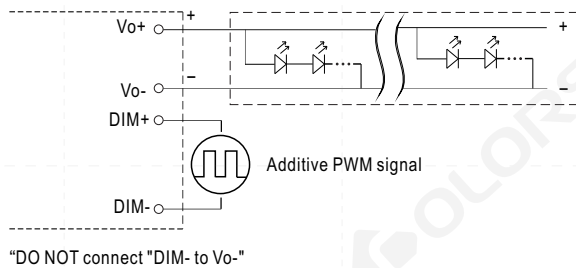 Vo+
+
+
Vo-
−
−
DIM+
Additive PWM signal
DIM-
“DO NOT connect "DIM- to Vo-"